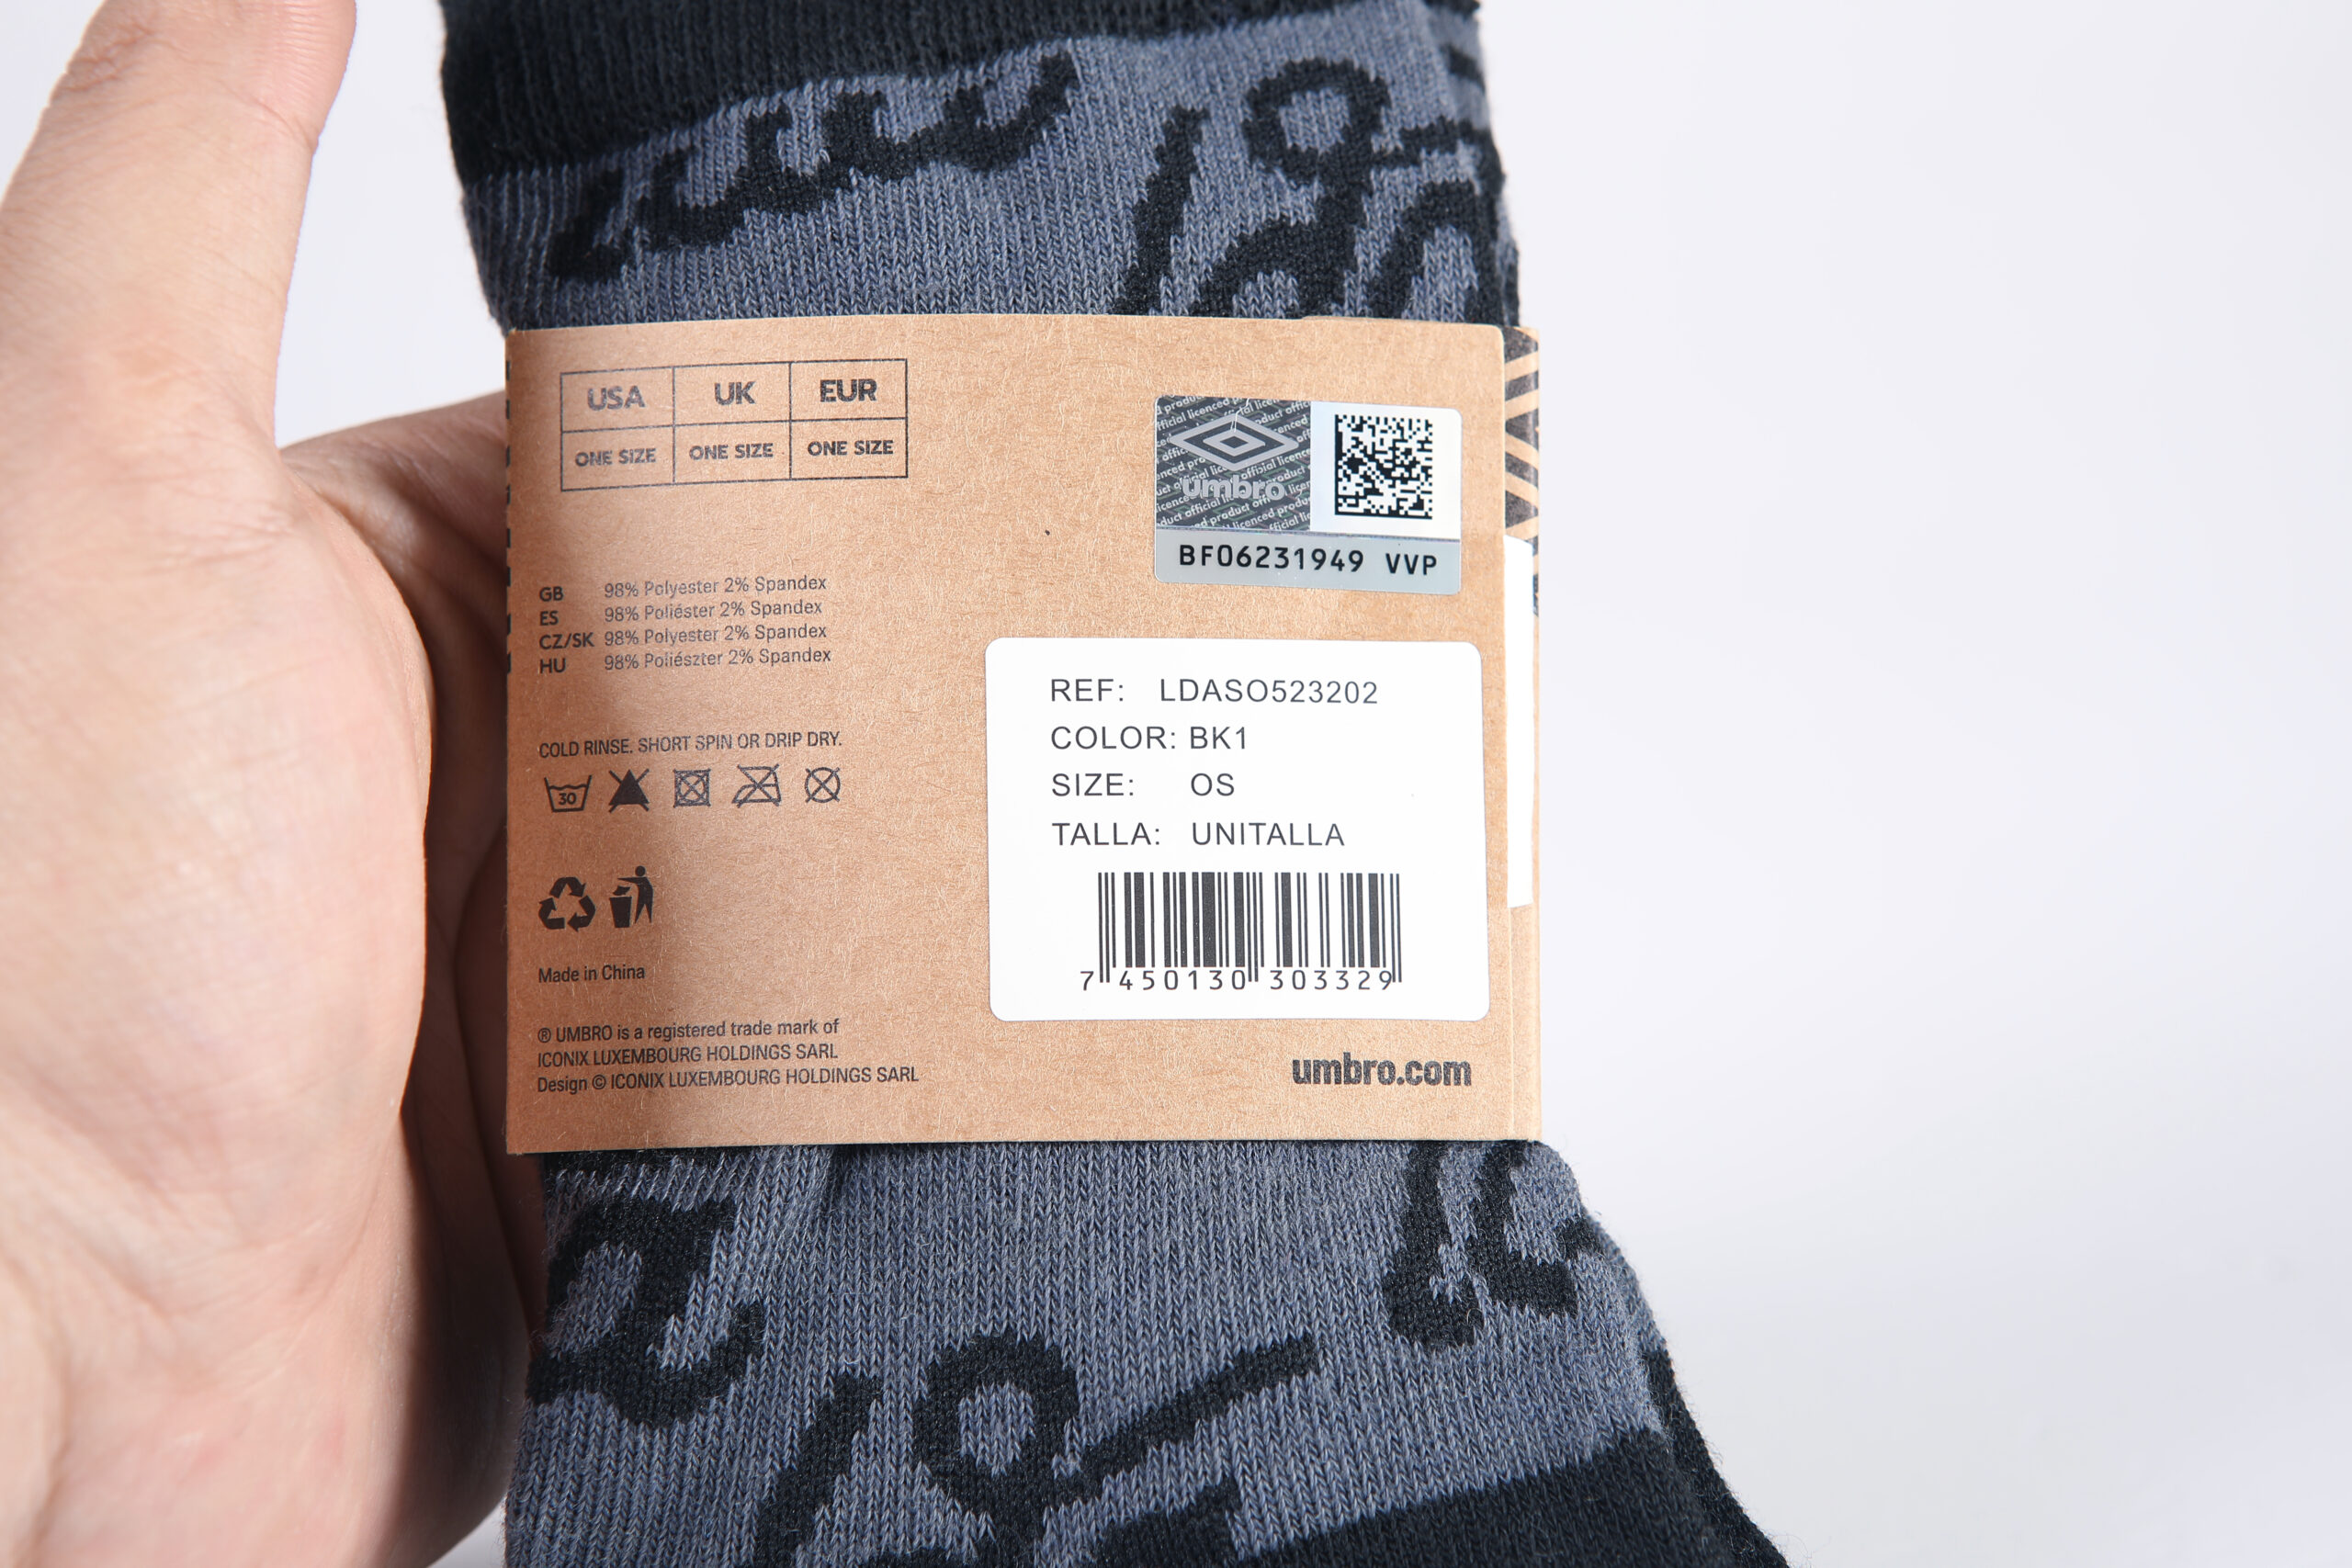 USA UK EUR
ONE SIZE ONE SIZE ONE SIZE
umbro
BF06231949 VVP
GB 98% Polyester 2% Spandex
ES 98% Poliéster 2% Spandex
CZ/SK 98% Polyester 2% Spandex
HU 98% Poliészter 2% Spandex
COLD RINSE. SHORT SPIN OR DRIP DRY.
30
Made in China
® UMBRO is a registered trade mark of
ICONIX LUXEMBOURG HOLDINGS SARL
Design © ICONIX LUXEMBOURG HOLDINGS SARL
REF: LDASO523202
COLOR: BK1
SIZE: OS
TALLA: UNITALLA
7 450130 303329
umbro.com